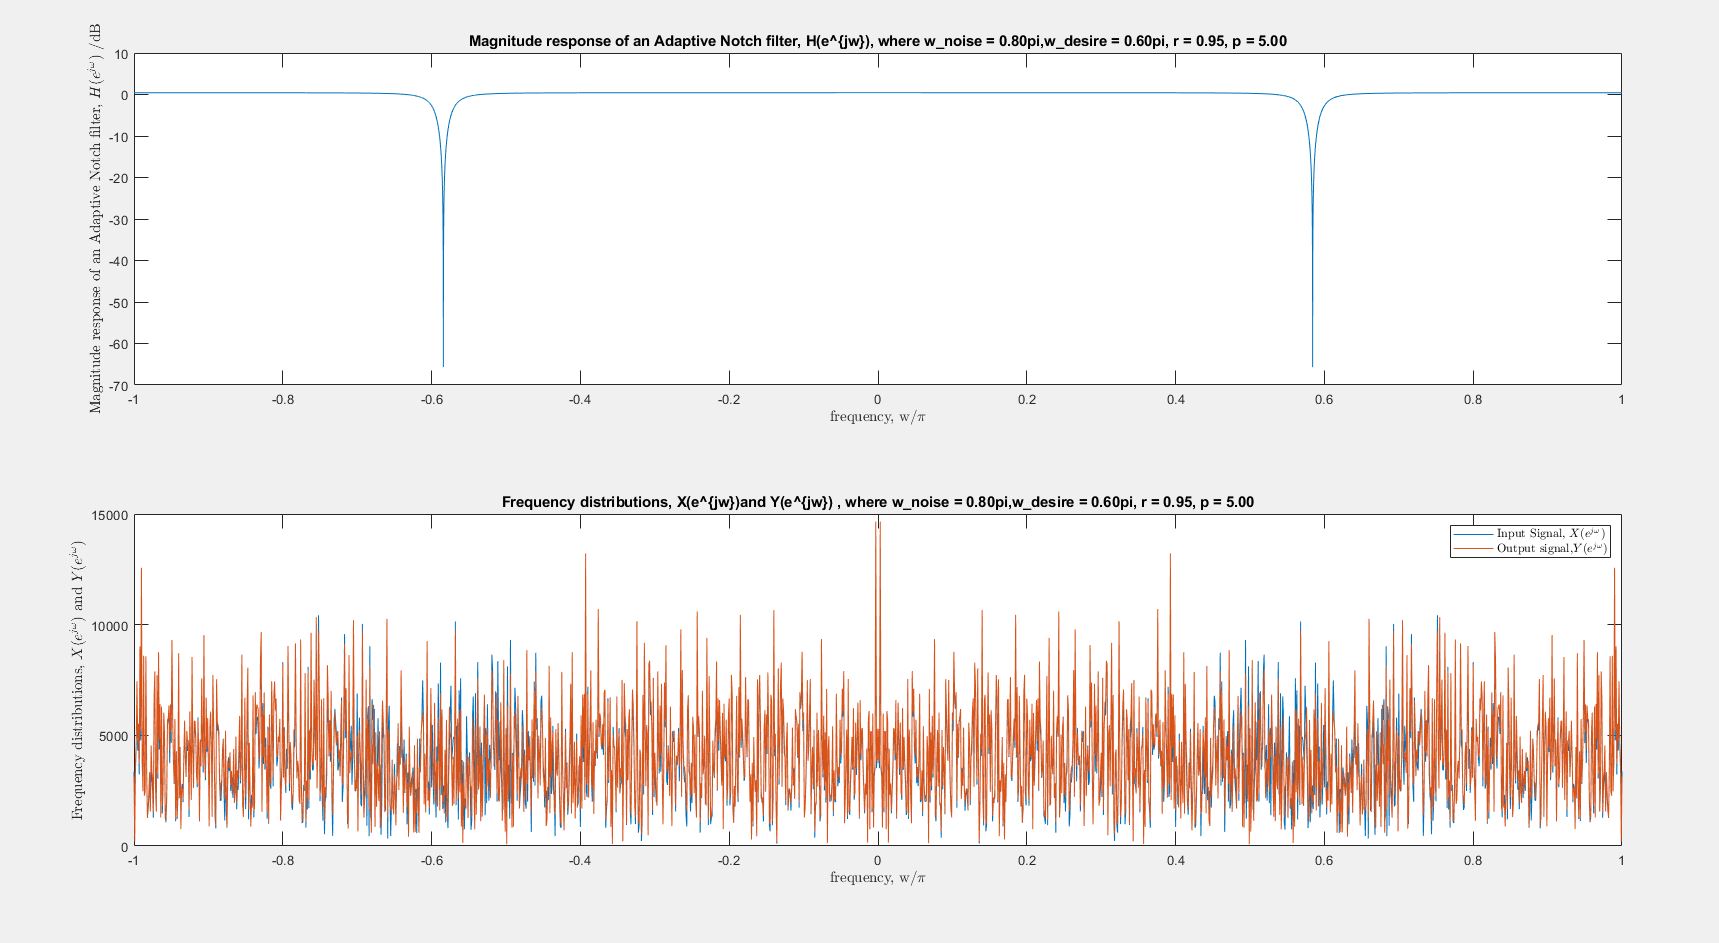 Magnitude response of an Adaptive Notch filter, H(e^{jw}), where w_noise = 0.80pi,w_desire = 0.60pi, r = 0.95, p = 5.00
Magnitude response of an Adaptive Notch filter, H(e^{jω}) /dB
10
0
-10
-20
-30
-40
-50
-60
-70
-1 -0.8 -0.6 -0.4 -0.2 0 0.2 0.4 0.6 0.8 1
frequency, w/π
Frequency distributions, X(e^{jw})and Y(e^{jw}) , where w_noise = 0.80pi,w_desire = 0.60pi, r = 0.95, p = 5.00
Frequency distributions, X(e^{jω}) and Y(e^{jω})
15000
10000
5000
0
Input Signal, X(e^{jω})
Output signal,Y(e^{jω})
-1 -0.8 -0.6 -0.4 -0.2 0 0.2 0.4 0.6 0.8 1
frequency, w/π